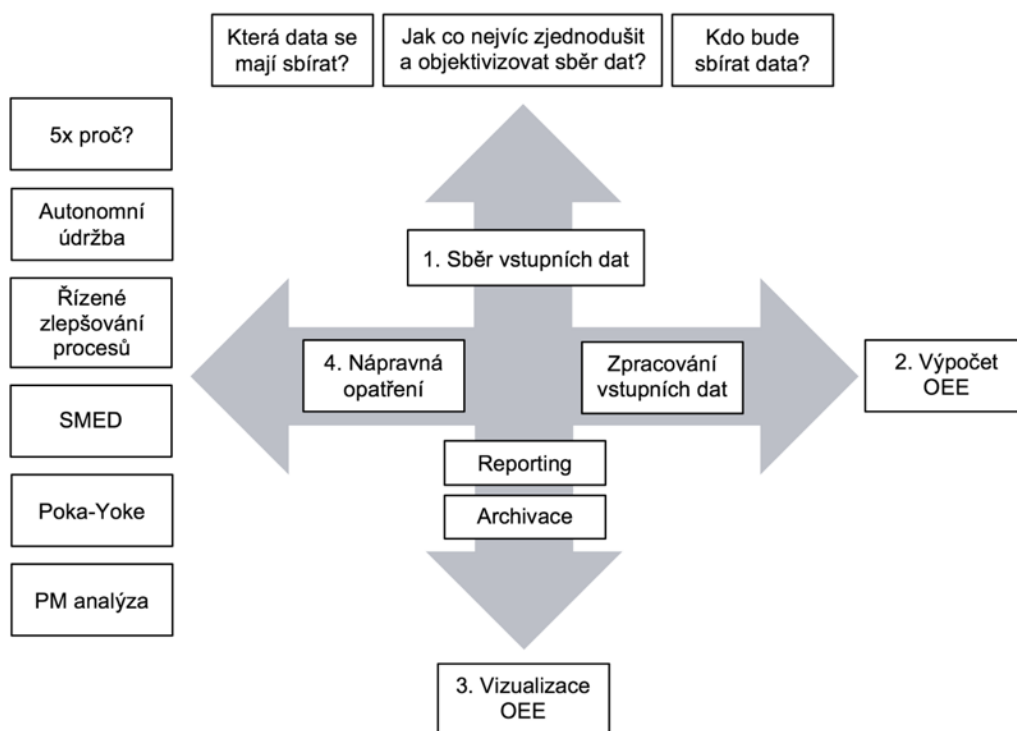 Která data se
mají sbírat?
Jak co nejvíc zjednodušit
a objektivizovat sběr dat?
Kdo bude
sbírat data?
5x proč?
Autonomní
údržba
Řízené
zlepšování
procesů
SMED
Poka-Yoke
PM analýza
1. Sběr vstupních dat
4. Nápravná
opatření
Zpracování
vstupních dat
2. Výpočet
OEE
Reporting
Archivace
3. Vizualizace
OEE